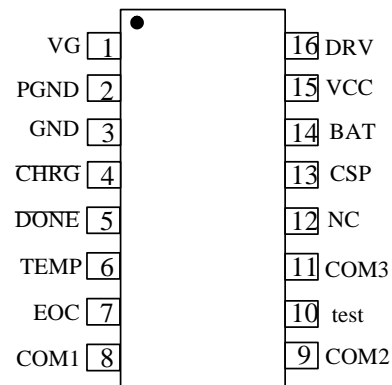 VG 1 16 DRV
PGND 2 15 VCC
GND 3 14 BAT
CHRG 4 13 CSP
DONE 5 12 NC
TEMP 6 11 COM3
EOC 7 10 test
COM1 8 9 COM2